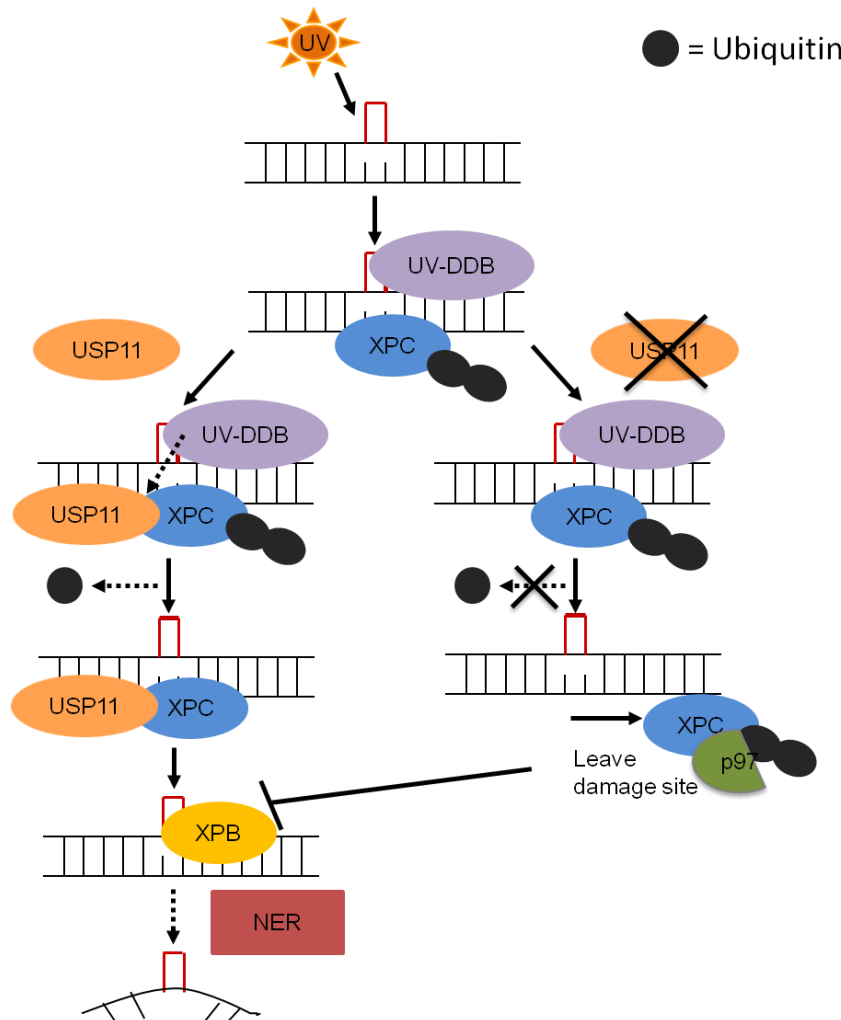 UV
= Ubiquitin
UV-DDB
XPC
USP11
USP11
UV-DDB
USP11
XPC
UV-DDB
XPC
USP11
XPC
XPC
p97
Leave
damage site
XPB
NER